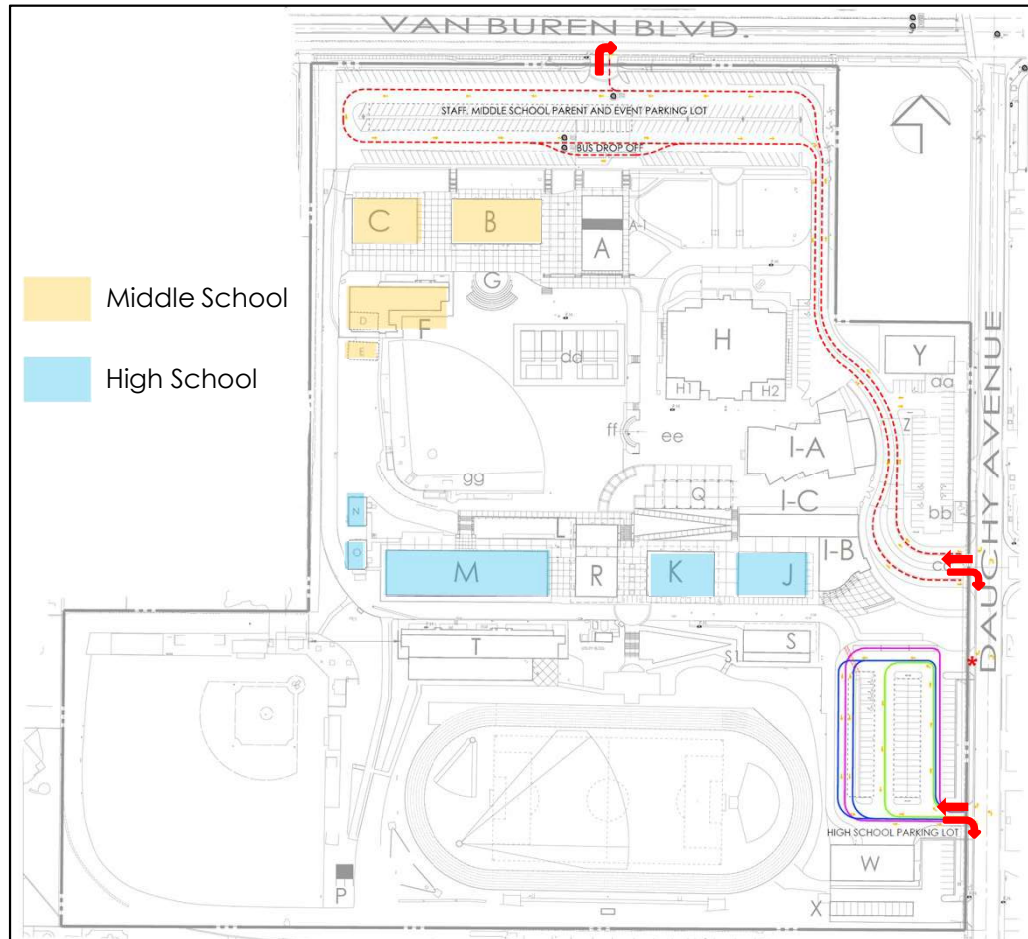 VAN BUREN BLVD.
STAFF, MIDDLE SCHOOL PARENT AND EVENT PARKING LOT
BUS DROP OFF
C
B
A
A-1
G
Middle School
D
F
E
High School
dd
H
H1
H2
Y
aa
DAUCHY AVENUE
Z
I-A
ff
ee
gg
Q
I-C
bb
N
L
O
M
R
K
J
I-B
cc
T
S
S1
*
HIGH SCHOOL PARKING LOT
W
P
X